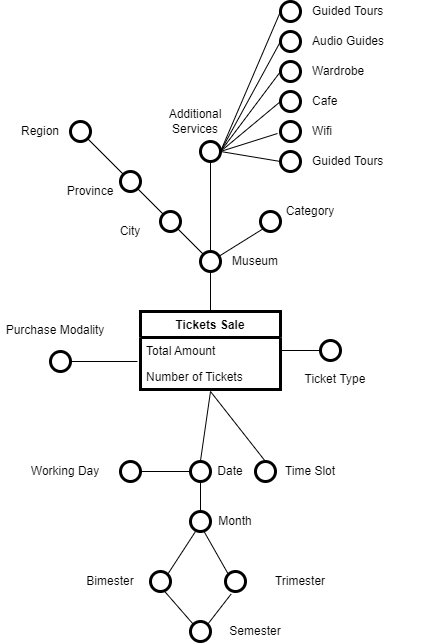 Guided Tours
Audio Guides
Wardrobe
Cafe
Wifi
Guided Tours
Additional
Services
Region
Province
City
Category
Museum
Tickets Sale
Total Amount
Number of Tickets
Purchase Modality
Ticket Type
Working Day
Date
Time Slot
Month
Bimester
Trimester
Semester